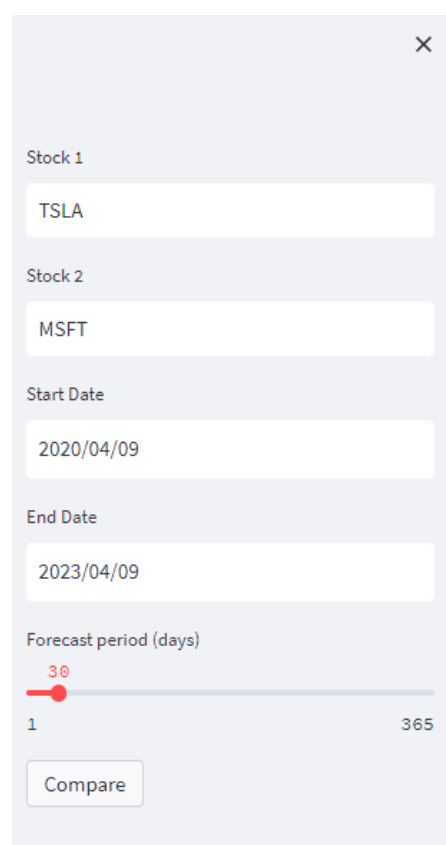 Stock 1
TSLA
Stock 2
MSFT
Start Date
2020/04/09
End Date
2023/04/09
Forecast period (days)
30
1 365
Compare